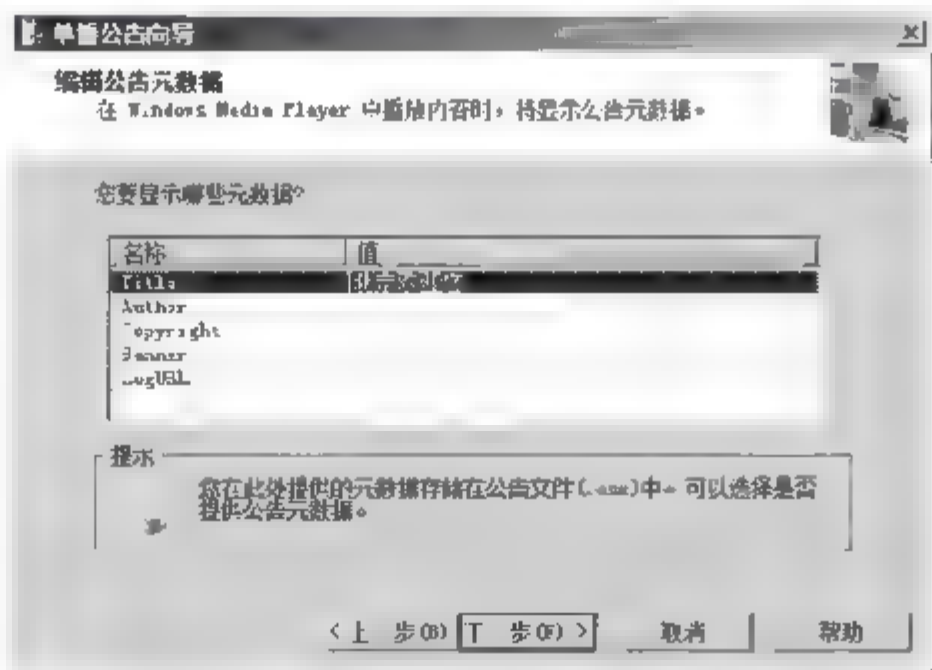 单播公告向导
编辑公告元数据
在 Windows Media Player 中播放内容时，将显示公告元数据。
您要显示哪些元数据?
名称 值
Title
Author
Copyright
Banner
LogURL
提示
您在此处提供的元数据存储在公告文件(.asx)中。可以选择是否
提供公告元数据。
< 上一步(B) 下一步(F) > 取消 帮助